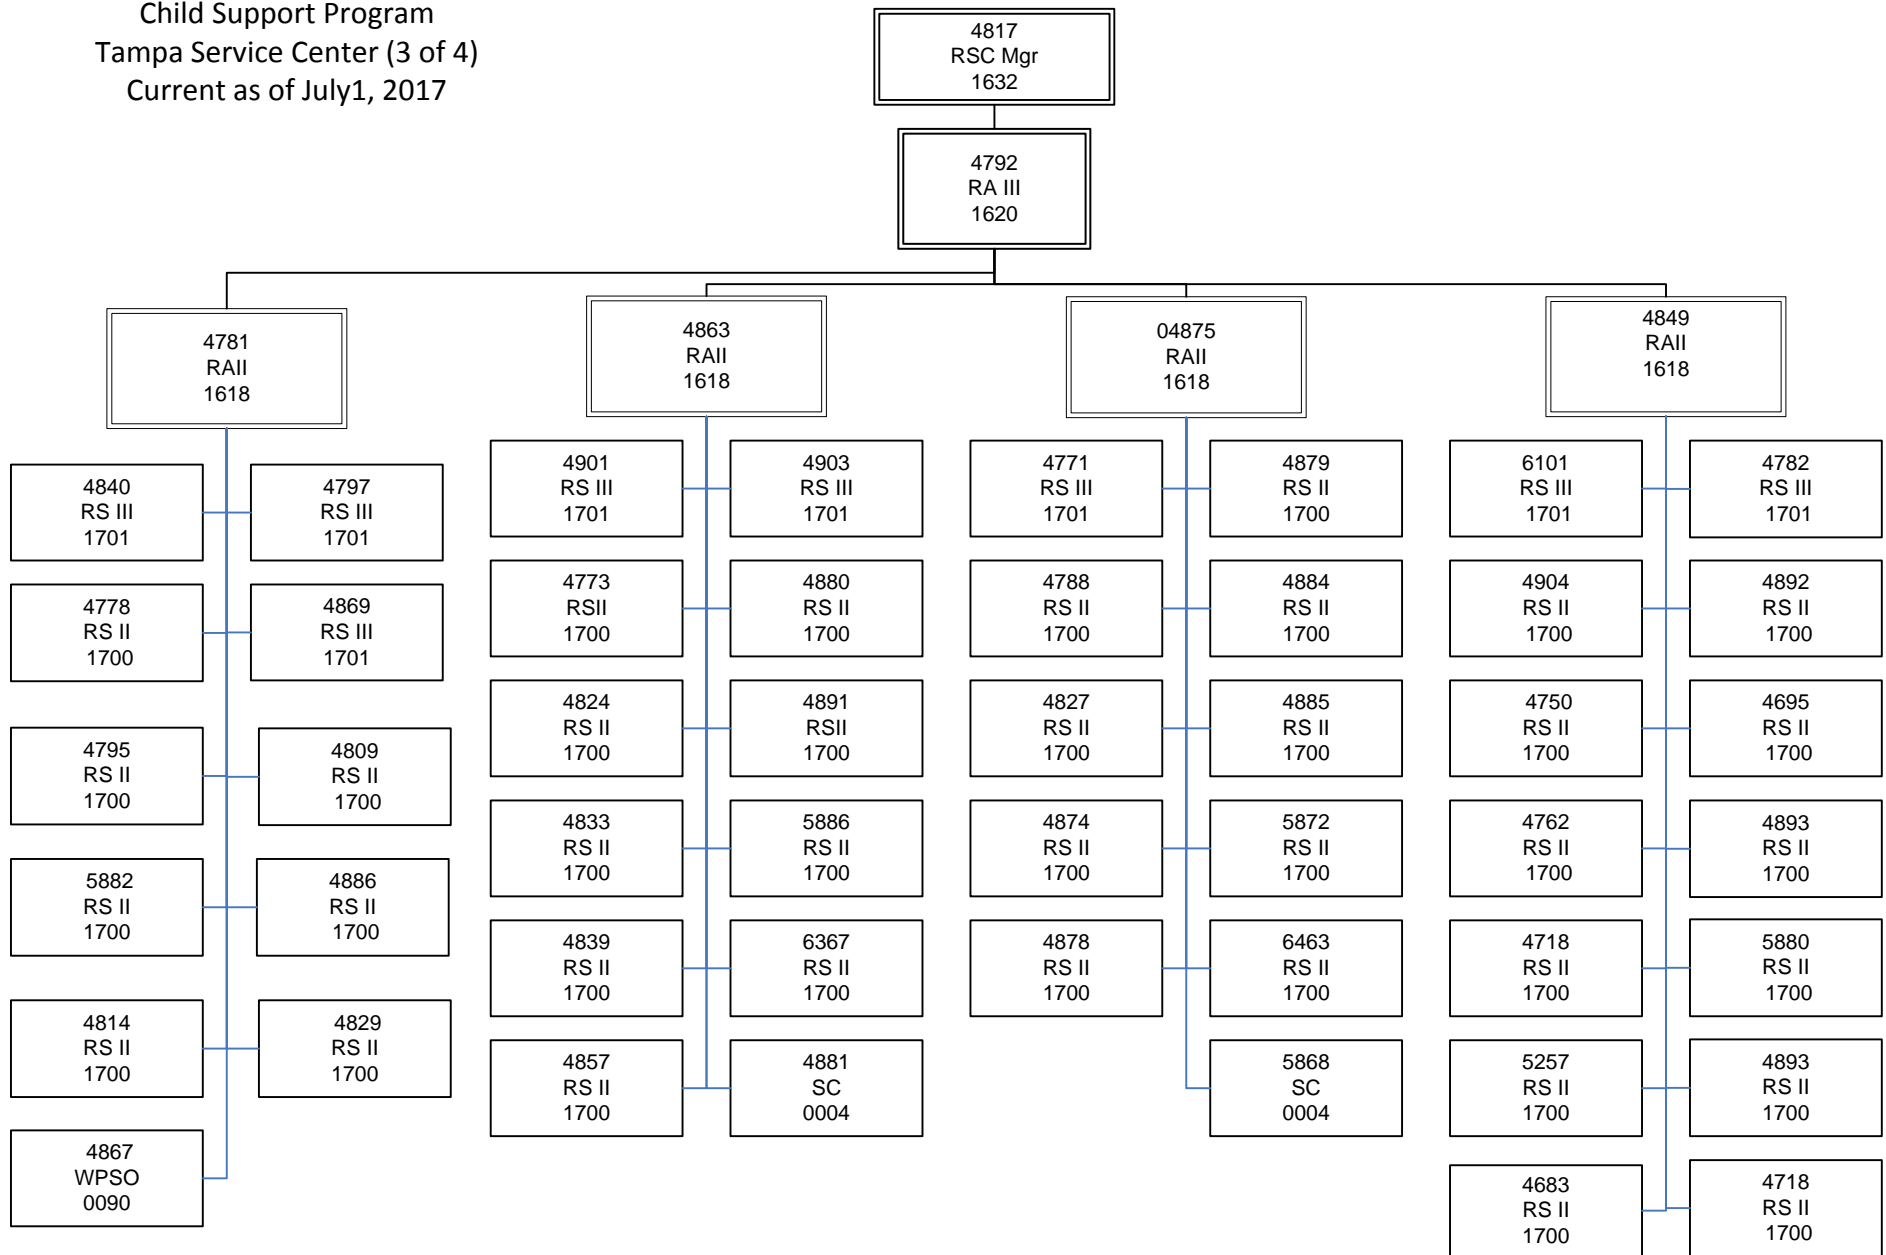 Child Support Program
Tampa Service Center (3 of 4)
Current as of July1, 2017
4817
RSC Mgr
1632
4792
RA III
1620
4781
RAII
1618
4863
RAII
1618
04875
RAII
1618
4849
RAII
1618
4840
RS III
1701
4797
RS III
1701
4778
RS II
1700
4869
RS III
1701
4795
RS II
1700
4809
RS II
1700
5882
RS II
1700
4886
RS II
1700
4814
RS II
1700
4829
RS II
1700
4867
WPSO
0090
4901
RS III
1701
4903
RS III
1701
4773
RSII
1700
4880
RS II
1700
4824
RS II
1700
4891
RSII
1700
4833
RS II
1700
5886
RS II
1700
4839
RS II
1700
6367
RS II
1700
4857
RS II
1700
4881
SC
0004
4771
RS III
1701
4879
RS II
1700
4788
RS II
1700
4884
RS II
1700
4827
RS II
1700
4885
RS II
1700
4874
RS II
1700
5872
RS II
1700
4878
RS II
1700
6463
RS II
1700
5868
SC
0004
6101
RS III
1701
4782
RS III
1701
4904
RS II
1700
4892
RS II
1700
4750
RS II
1700
4695
RS II
1700
4762
RS II
1700
4893
RS II
1700
4718
RS II
1700
5880
RS II
1700
5257
RS II
1700
4893
RS II
1700
4683
RS II
1700
4718
RS II
1700